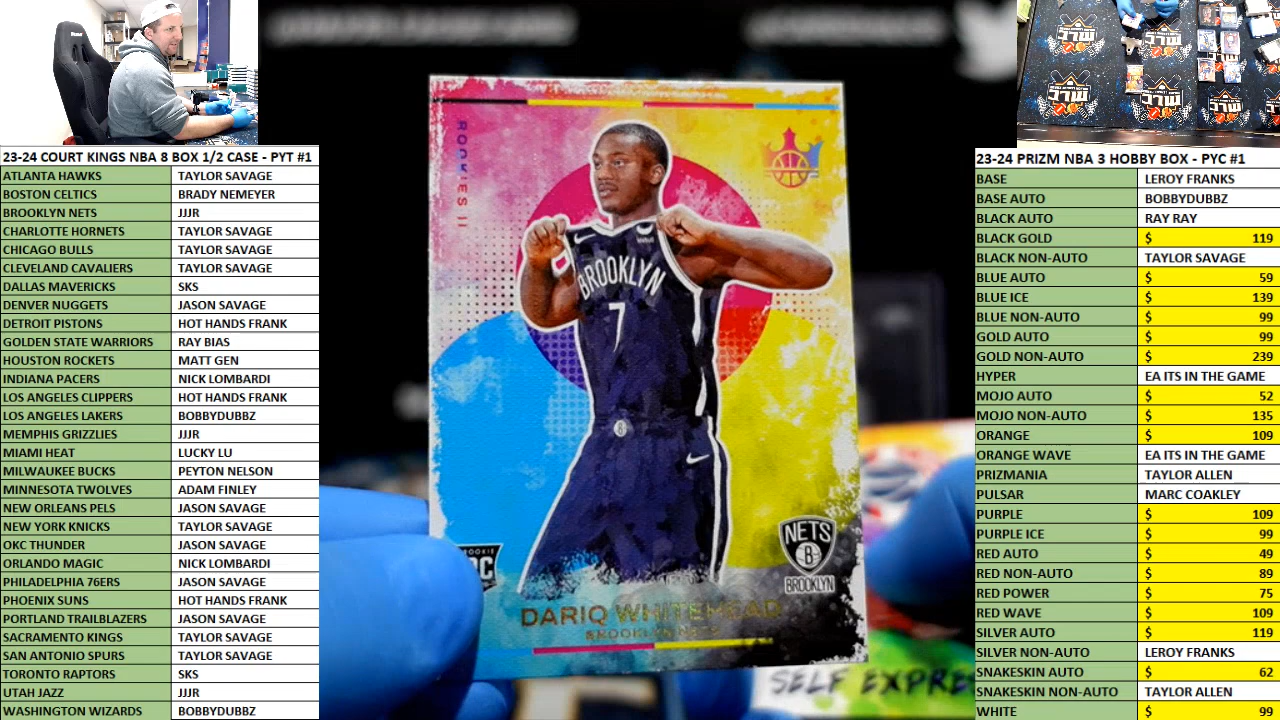 23-24 COURT KINGS NBA 8 BOX 1/2 CASE - PYT #1
ATLANTA HAWKS TAYLOR SAVAGE
BOSTON CELTICS BRADY NEMEYER
BROOKLYN NETS JJJR
CHARLOTTE HORNETS TAYLOR SAVAGE
CHICAGO BULLS TAYLOR SAVAGE
CLEVELAND CAVALIERS TAYLOR SAVAGE
DALLAS MAVERICKS SKS
DENVER NUGGETS JASON SAVAGE
DETROIT PISTONS HOT HANDS FRANK
GOLDEN STATE WARRIORS RAY BIAS
HOUSTON ROCKETS MATT GEN
INDIANA PACERS NICK LOMBARDI
LOS ANGELES CLIPPERS HOT HANDS FRANK
LOS ANGELES LAKERS BOBBYDUBBZ
MEMPHIS GRIZZLIES JJJR
MIAMI HEAT LUCKY LU
MILWAUKEE BUCKS PEYTON NELSON
MINNESOTA TWOLVES ADAM FINLEY
NEW ORLEANS PELS JASON SAVAGE
NEW YORK KNICKS TAYLOR SAVAGE
OKC THUNDER JASON SAVAGE
ORLANDO MAGIC NICK LOMBARDI
PHILADELPHIA 76ERS JASON SAVAGE
PHOENIX SUNS HOT HANDS FRANK
PORTLAND TRAILBLAZERS JASON SAVAGE
SACRAMENTO KINGS TAYLOR SAVAGE
SAN ANTONIO SPURS TAYLOR SAVAGE
TORONTO RAPTORS SKS
UTAH JAZZ JJJR
WASHINGTON WIZARDS BOBBYDUBBZ
ROOKIES II
BROOKLYN
7
NETS
B
BROOKLYN
DARIQ WHITEHEAD
BROOKLYN NETS
SELF EXPRE
23-24 PRIZM NBA 3 HOBBY BOX - PYC #1
BASE LEROY FRANKS
BASE AUTO BOBBYDUBBZ
BLACK AUTO RAY RAY
BLACK GOLD $ 119
BLACK NON-AUTO TAYLOR SAVAGE
BLUE AUTO $ 59
BLUE ICE $ 139
BLUE NON-AUTO $ 99
GOLD AUTO $ 99
GOLD NON-AUTO $ 239
HYPER EA ITS IN THE GAME
MOJO AUTO $ 52
MOJO NON-AUTO $ 135
ORANGE $ 109
ORANGE WAVE EA ITS IN THE GAME
PRIZMANIA TAYLOR ALLEN
PULSAR MARC COAKLEY
PURPLE $ 109
PURPLE ICE $ 99
RED AUTO $ 49
RED NON-AUTO $ 89
RED POWER $ 75
RED WAVE $ 109
SILVER AUTO $ 119
SILVER NON-AUTO LEROY FRANKS
SNAKESKIN AUTO $ 62
SNAKESKIN NON-AUTO TAYLOR ALLEN
WHITE $ 99